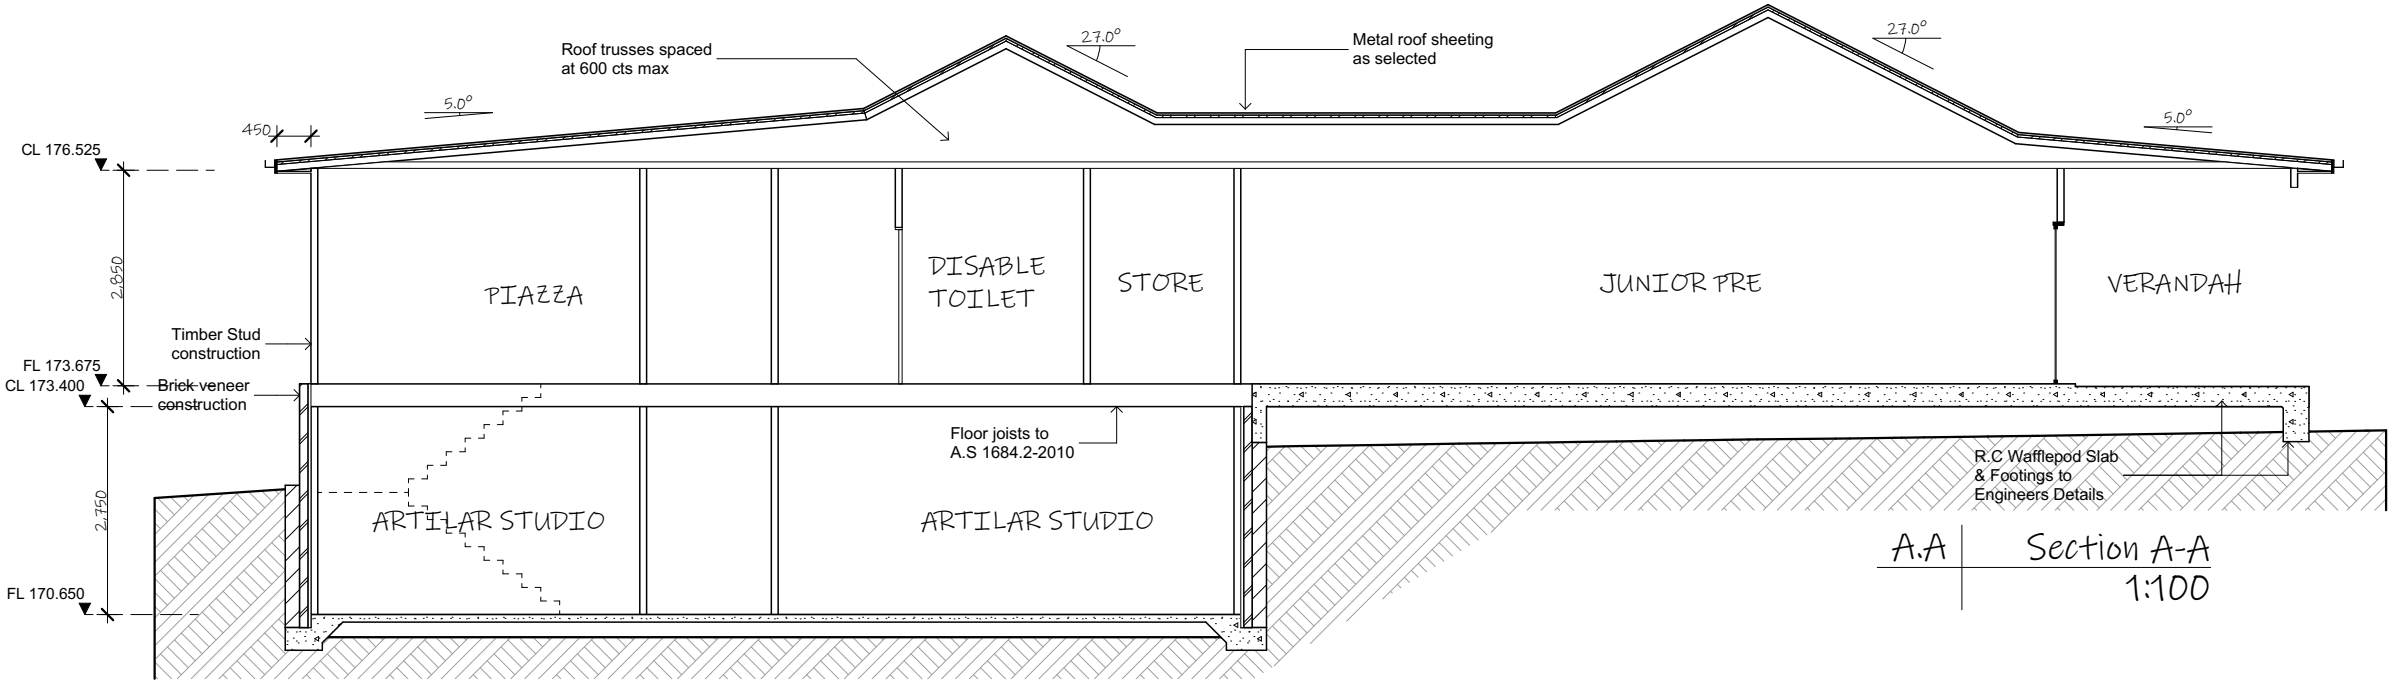 Roof trusses spaced
at 600 cts max
27.0°
Metal roof sheeting
as selected
27.0°
5.0°
450
5.0°
CL 176.525
2,850
PIAZZA
DISABLE
TOILET
STORE
JUNIOR PRE
VERANDAH
Timber Stud
construction
FL 173.675
CL 173.400
Brick veneer
construction
Floor joists to
A.S 1684.2-2010
R.C Wafflepod Slab
& Footings to
Engineers Details
2,750
ARTILAR STUDIO
ARTILAR STUDIO
A.A
Section A-A
1:100
FL 170.650